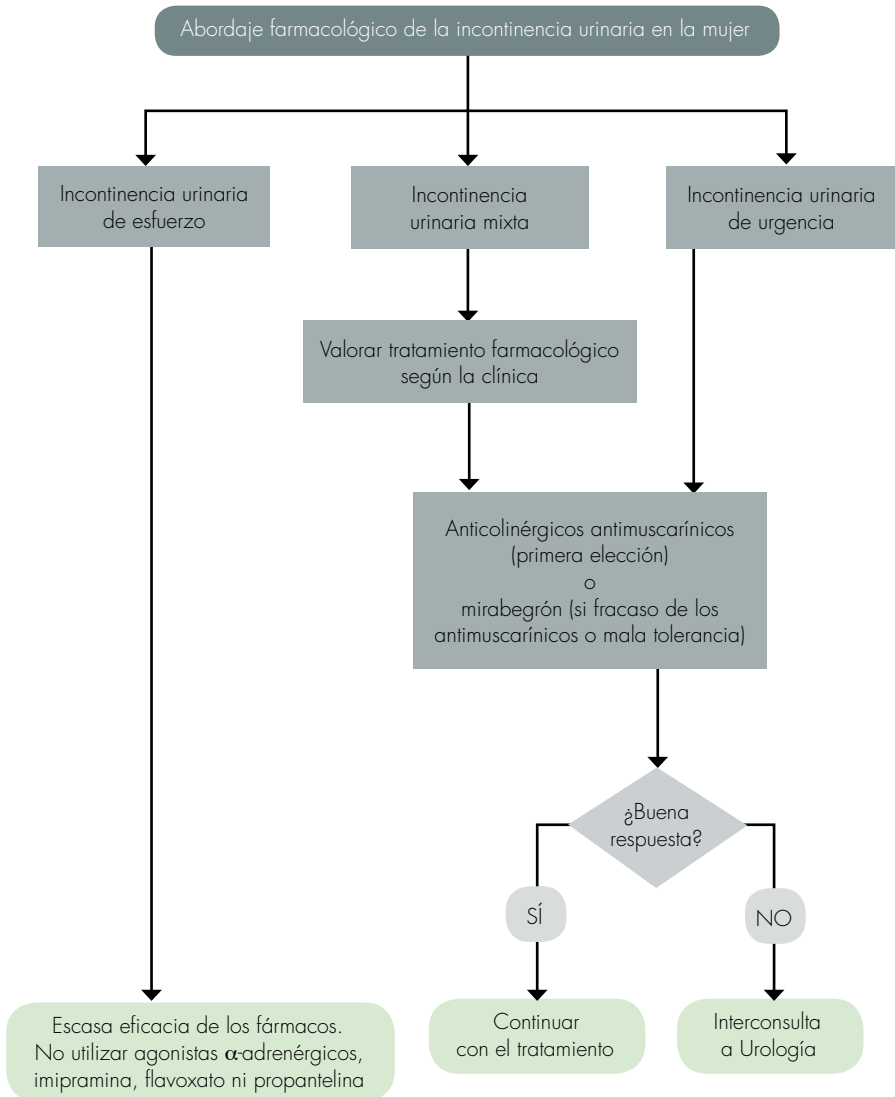 Abordaje farmacológico de la incontinencia urinaria en la mujer
Incontinencia urinaria
de esfuerzo
Incontinencia
urinaria mixta
Incontinencia urinaria
de urgencia
Valorar tratamiento farmacológico
según la clínica
Anticolinérgicos antimuscarínicos
(primera elección)
o
mirabegrón (si fracaso de los
antimuscarínicos o mala tolerancia)
¿Buena
respuesta?
SÍ
NO
Escasa eficacia de los fármacos.
No utilizar agonistas α-adrenérgicos,
imipramina, flavoxato ni propantelina
Continuar
con el tratamiento
Interconsulta
a Urología